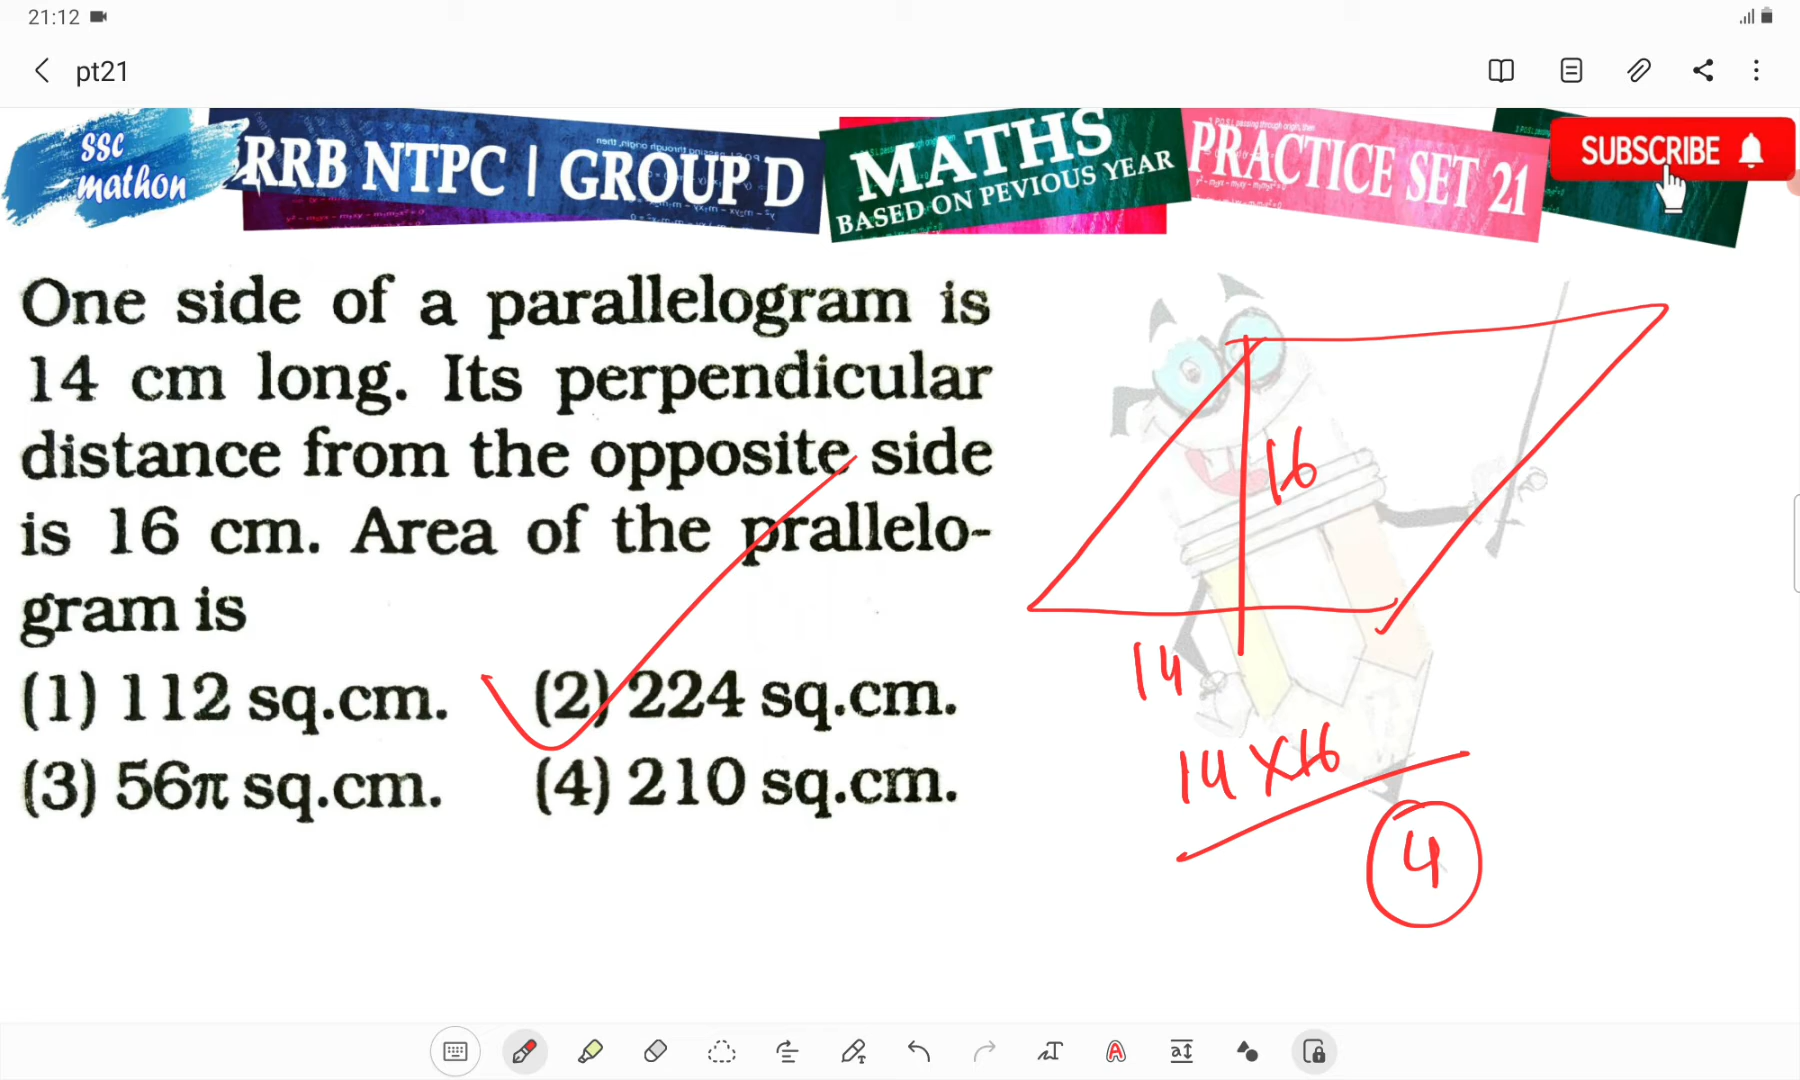 21:12
pt21
SSC mathon
RRB NTPC | GROUP D
MATHS
BASED ON PEVIOUS YEAR
PRACTICE SET 21
SUBSCRIBE
One side of a parallelogram is
14 cm long. Its perpendicular
distance from the opposite side
is 16 cm. Area of the prallelo-
gram is
(1) 112 sq.cm. (2) 224 sq.cm.
(3) 56π sq.cm. (4) 210 sq.cm.
16
14
14 × 16
4